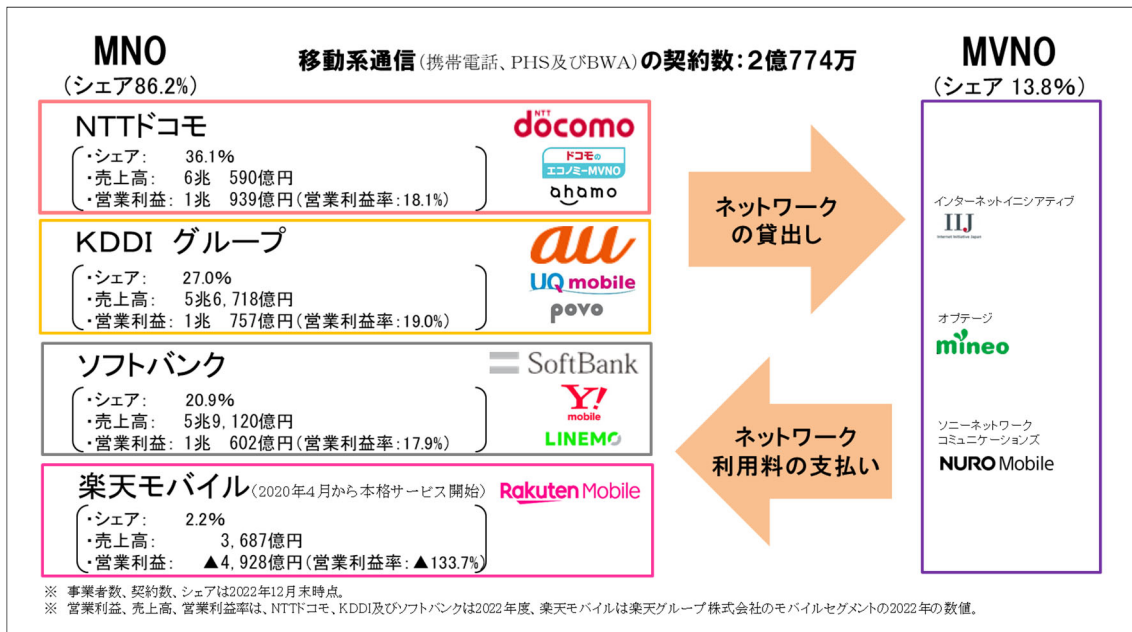 MNO
(シェア86.2%)
移動系通信(携帯電話、PHS及びBWA)の契約数:2億774万
MVNO
(シェア 13.8%)
NTTドコモ
・シェア: 36.1%
・売上高: 6兆 590億円
・営業利益: 1兆 939億円(営業利益率:18.1%)
NTT
docomo
ドコモの
エコノミーMVNO
ahamo
KDDI グループ
・シェア: 27.0%
・売上高: 5兆6,718億円
・営業利益: 1兆 757億円(営業利益率:19.0%)
au
UQ mobile
povo
ソフトバンク
・シェア: 20.9%
・売上高: 5兆9,120億円
・営業利益: 1兆 602億円(営業利益率:17.9%)
SoftBank
Y!
mobile
LINEMO
楽天モバイル(2020年4月から本格サービス開始)
・シェア: 2.2%
・売上高: 3,687億円
・営業利益: ▲4,928億円(営業利益率:▲133.7%)
Rakuten Mobile
ネットワーク
の貸出し
ネットワーク
利用料の支払い
インターネットイニシアティブ
IIJ
Internet Initiative Japan
オプテージ
mineo
ソニーネットワーク
コミュニケーションズ
NURO Mobile
※ 事業者数、契約数、シェアは2022年12月末時点。
※ 営業利益、売上高、営業利益率は、NTTドコモ、KDDI及びソフトバンクは2022年度、楽天モバイルは楽天グループ株式会社のモバイルセグメントの2022年の数値。